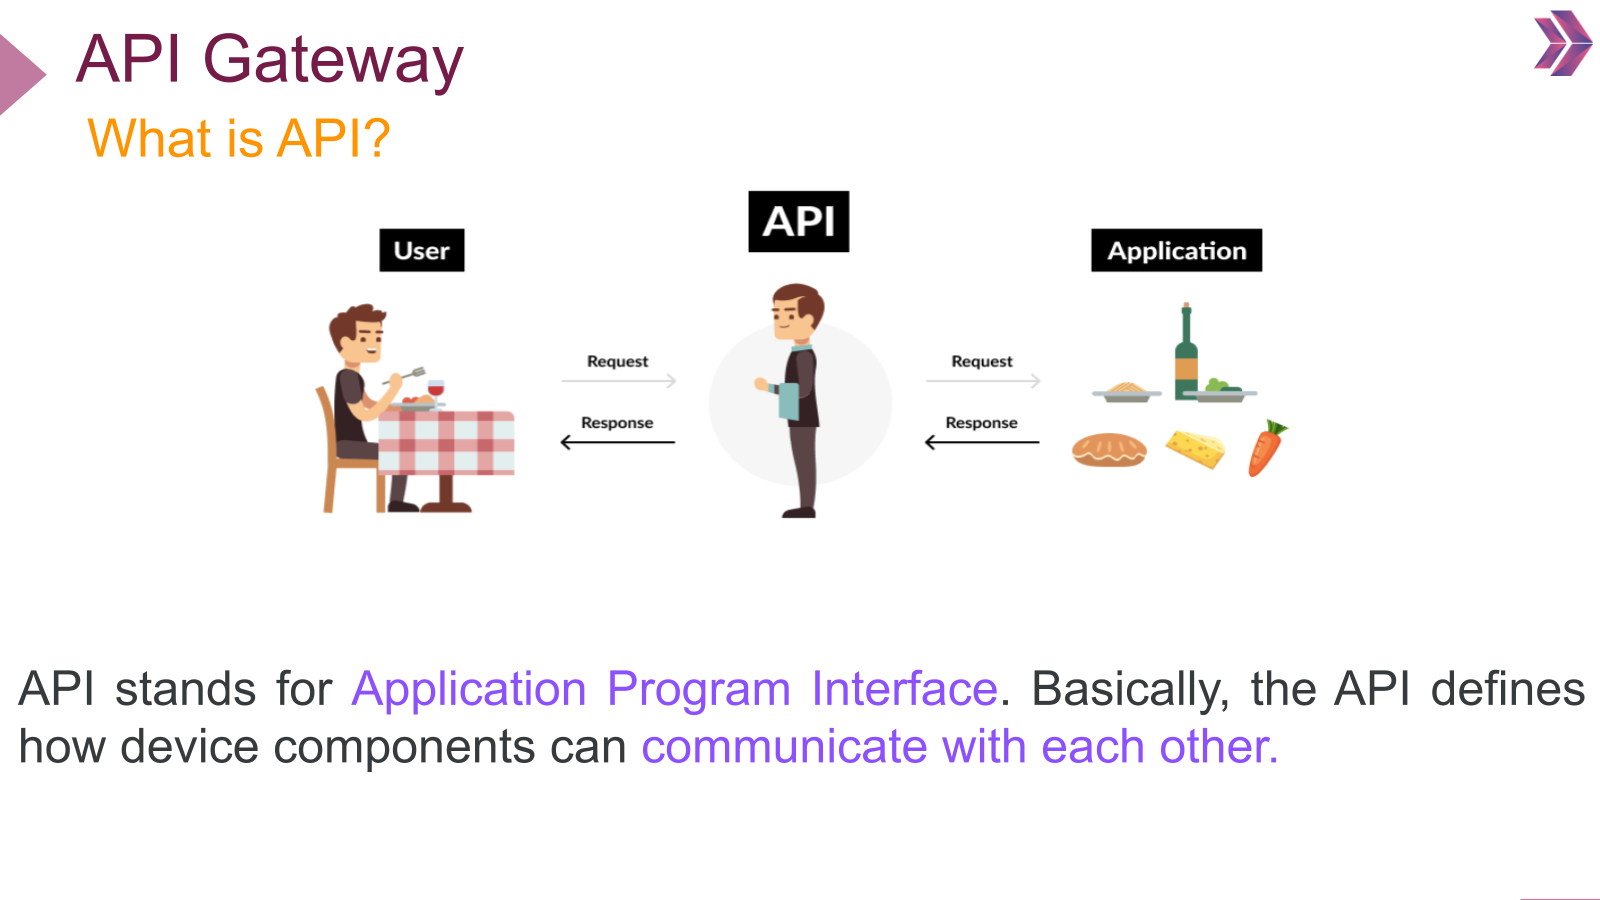 API Gateway
What is API?
API
User
Application
Request
Request
Response
Response
API stands for Application Program Interface. Basically, the API defines
how device components can communicate with each other.